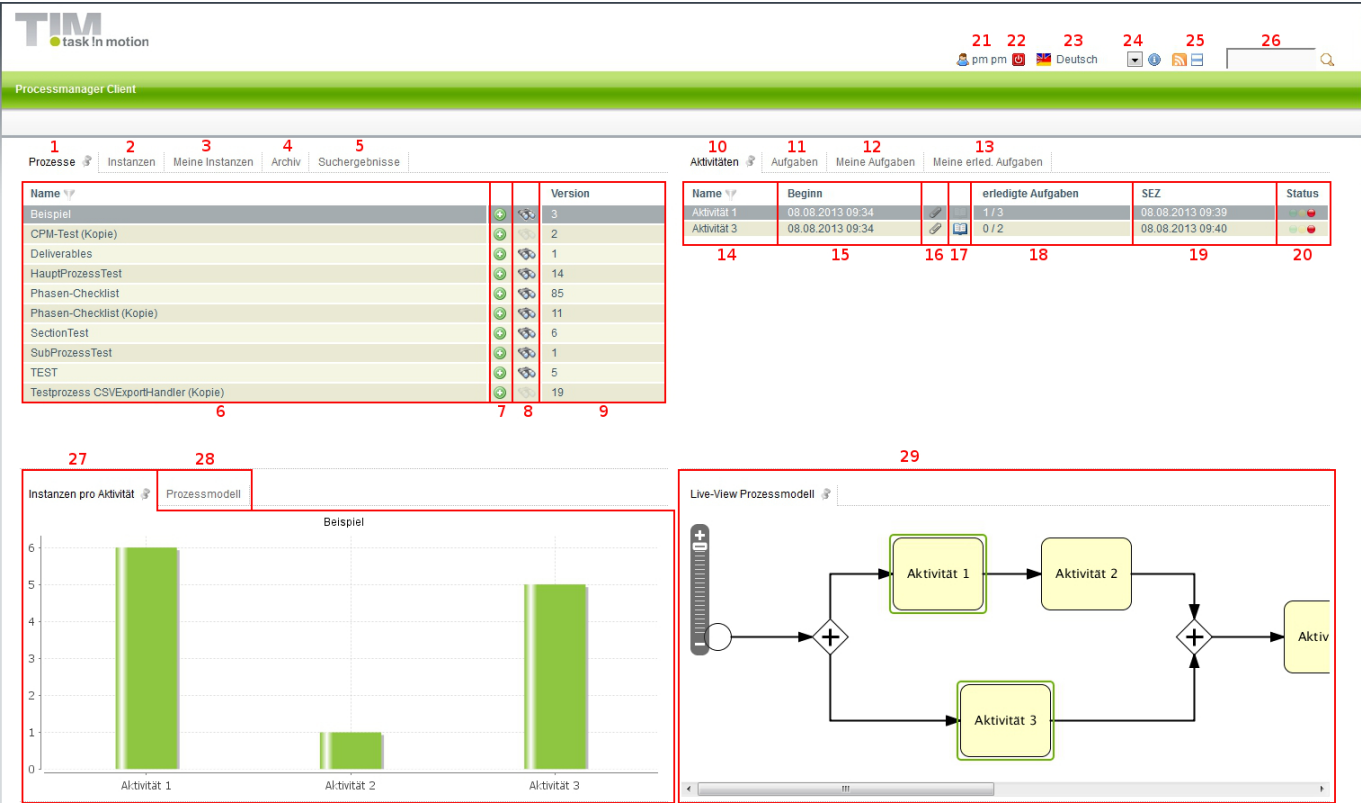 TIM
task!n motion
21 22 23 24 25 26
pm pm Deutsch
Processmanager Client
1 2 3 4 5
Prozesse Instanzen Meine Instanzen Archiv Suchergebnisse
10 11 12 13
Aktivitäten Aufgaben Meine Aufgaben Meine erled. Aufgaben
Name Version
Beispiel 3
CPM-Test (Kopie) 2
Deliverables 1
HauptProzessTest 14
Phasen-Checklist 85
Phasen-Checklist (Kopie) 11
SectionTest 6
SubProzessTest 1
TEST 5
Testprozess CSVExportHandler (Kopie) 19
6 7 8 9
Name Beginn erledigte Aufgaben SEZ Status
Aktivität 1 08.08.2013 09:34 1 / 3 08.08.2013 09:39
Aktivität 3 08.08.2013 09:34 0 / 2 08.08.2013 09:40
14 15 16 17 18 19 20
27 28
Instanzen pro Aktivität Prozessmodell
Beispiel
6
5
4
3
2
1
0
Aktivität 1 Aktivität 2 Aktivität 3
29
Live-View Prozessmodell
Aktivität 1 Aktivität 2
Aktiv
Aktivität 3